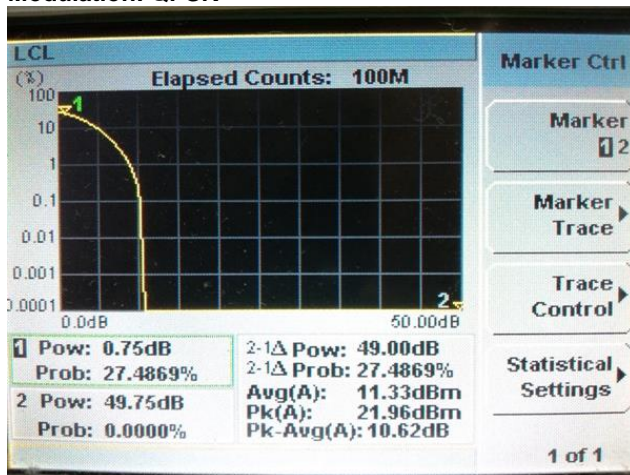 LCL
Marker Ctrl
(%)
Elapsed Counts: 100M
100
1
10
1
0.1
0.01
0.001
0.0001
2
0.0dB
50.00dB
Marker
1 2
Marker
Trace
Trace
Control
Statistical
Settings
1 of 1
1 Pow: 0.75dB
Prob: 27.4869%
2 Pow: 49.75dB
Prob: 0.0000%
2-1Δ Pow: 49.00dB
2-1Δ Prob: 27.4869%
Avg(A): 11.33dBm
Pk(A): 21.96dBm
Pk-Avg(A): 10.62dB